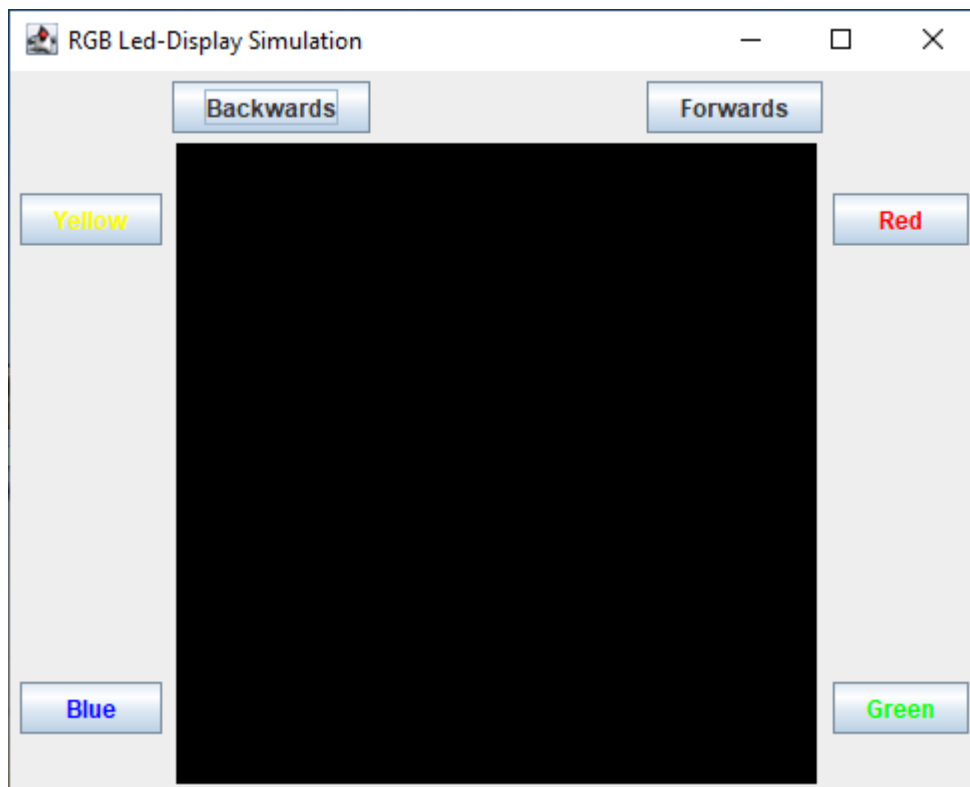 RGB Led-Display Simulation
Backwards Forwards
Yellow Red
Blue Green